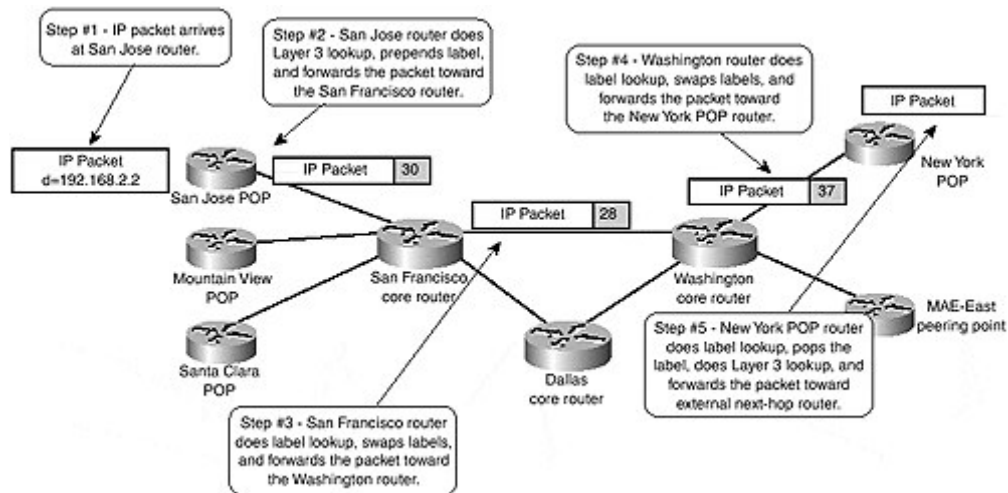 Step #1 - IP packet arrives
at San Jose router.
Step #2 - San Jose router does
Layer 3 lookup, prepends label,
and forwards the packet toward
the San Francisco router.
Step #4 - Washington router does
label lookup, swaps labels, and
forwards the packet toward
the New York POP router.
IP Packet
IP Packet
d=192.168.2.2
San Jose POP
IP Packet 30
IP Packet 28
IP Packet 37
New York
POP
Mountain View
POP
San Francisco
core router
Washington
core router
MAE-East
peering point
Santa Clara
POP
Dallas
core router
Step #5 - New York POP router
does label lookup, pops the
label, does Layer 3 lookup, and
forwards the packet toward
external next-hop router.
Step #3 - San Francisco router
does label lookup, swaps labels,
and forwards the packet toward
the Washington router.